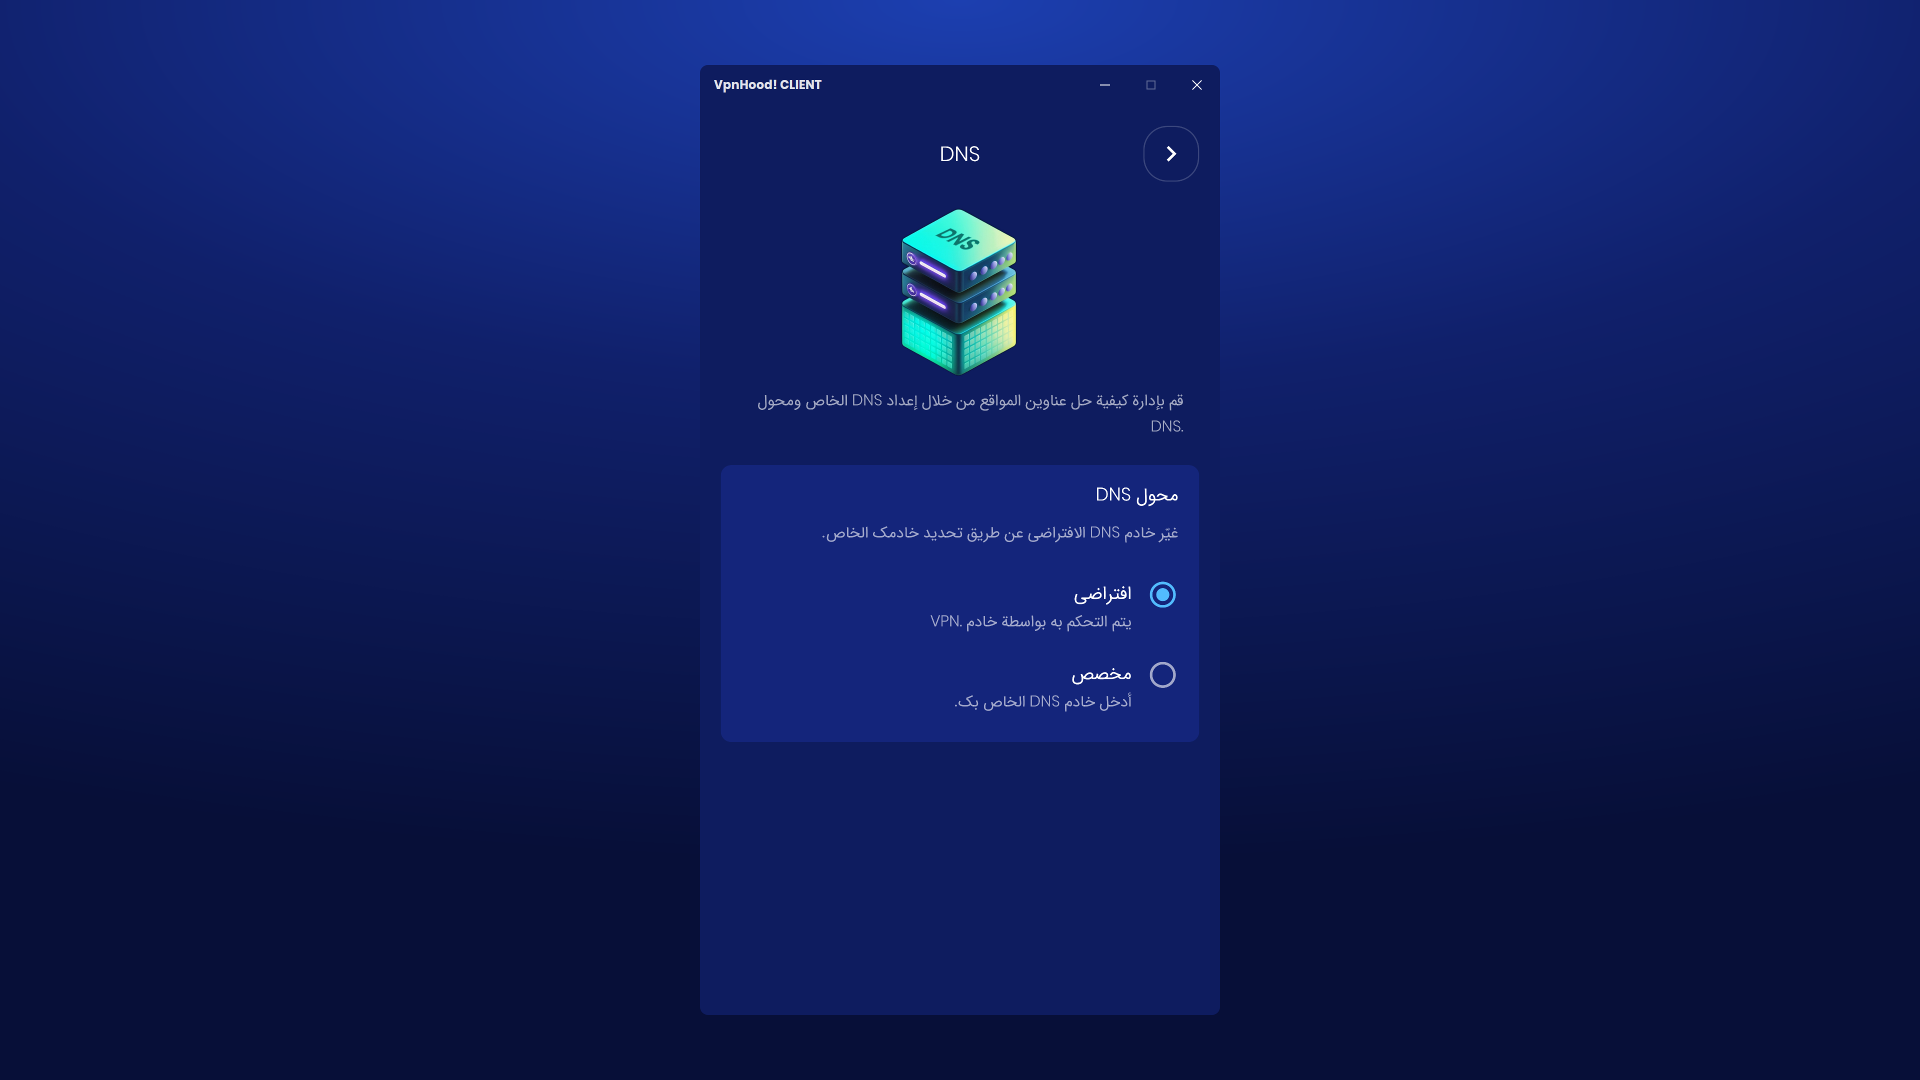 VpnHood! CLIENT
DNS
DNS
قم بإدارة كيفية حل عناوين المواقع من خلال إعداد DNS الخاص ومحول
DNS.
محول DNS
غيّر خادم DNS الافتراضي عن طريق تحديد خادمك الخاص.
افتراضي
يتم التحكم به بواسطة خادم VPN.
مخصص
أدخل خادم DNS الخاص بك.